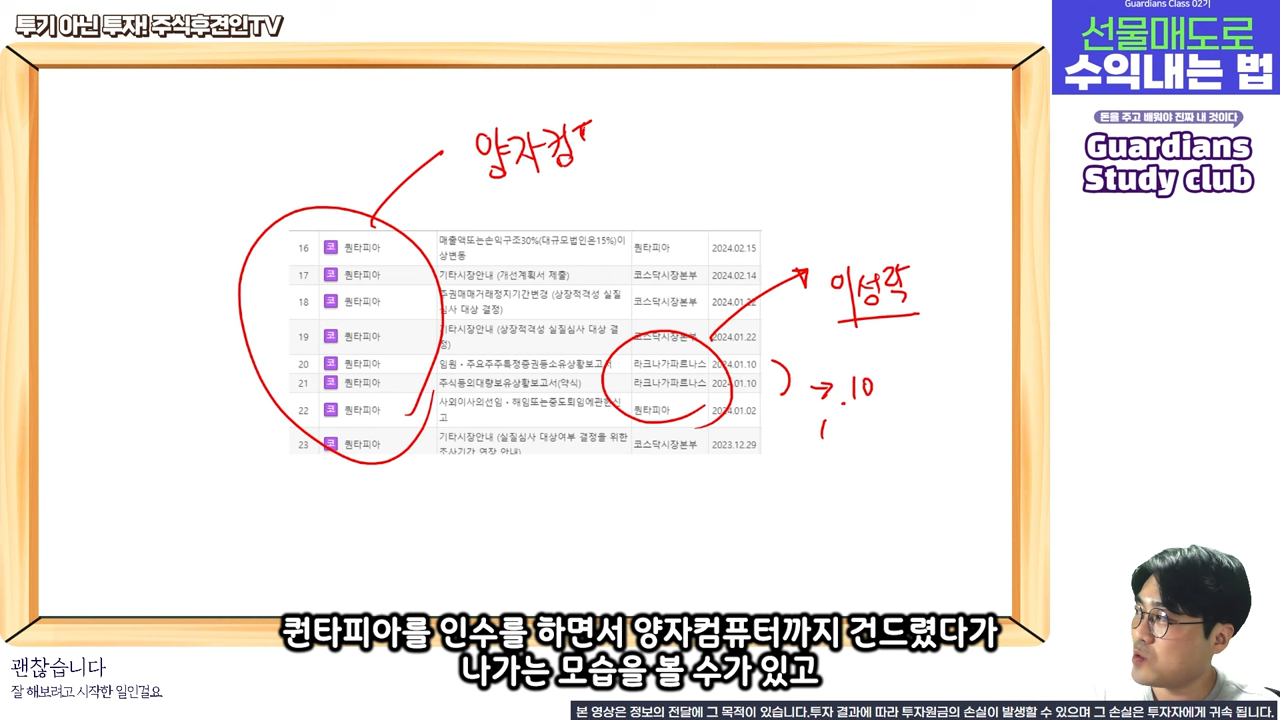 투기 아닌 투자! 주식후견인TV
Guardians Class 02기
선물매도로
수익내는 법
돈을 주고 배워야 진짜 내 것이다
Guardians
Study club
양자컴
16 코 퀀타피아 매출액또는손익구조30%(대규모법인은15%)이상변동 퀀타피아 2024.02.15
17 코 퀀타피아 기타시장안내 (개선계획서 제출) 코스닥시장본부 2024.02.14
18 코 퀀타피아 주권매매거래정지기간변경 (상장적격성 실질심사 대상 결정) 코스닥시장본부 2024.01.22
19 코 퀀타피아 기타시장안내 (상장적격성 실질심사 대상 결정) 코스닥시장본부 2024.01.22
20 코 퀀타피아 임원ㆍ주요주주특정증권등소유상황보고서 라크나가파트너스 2024.01.10
21 코 퀀타피아 주식등의대량보유상황보고서(약식) 라크나가파트너스 2024.01.10
22 코 퀀타피아 사외이사의선임ㆍ해임또는중도퇴임에관한신고 퀀타피아 2024.01.02
23 코 퀀타피아 기타시장안내 (실질심사 대상여부 결정을 위한 조사기간 연장 안내) 코스닥시장본부 2023.12.29
이성락
→ .10
퀀타피아를 인수를 하면서 양자컴퓨터까지 건드렸다가
나가는 모습을 볼 수가 있고
괜찮습니다
잘 해보려고 시작한 일인걸요
본 영상은 정보의 전달에 그 목적이 있습니다.투자 결과에 따라 투자원금의 손실이 발생할 수 있으며 그 손실은 투자자에게 귀속 됩니다.